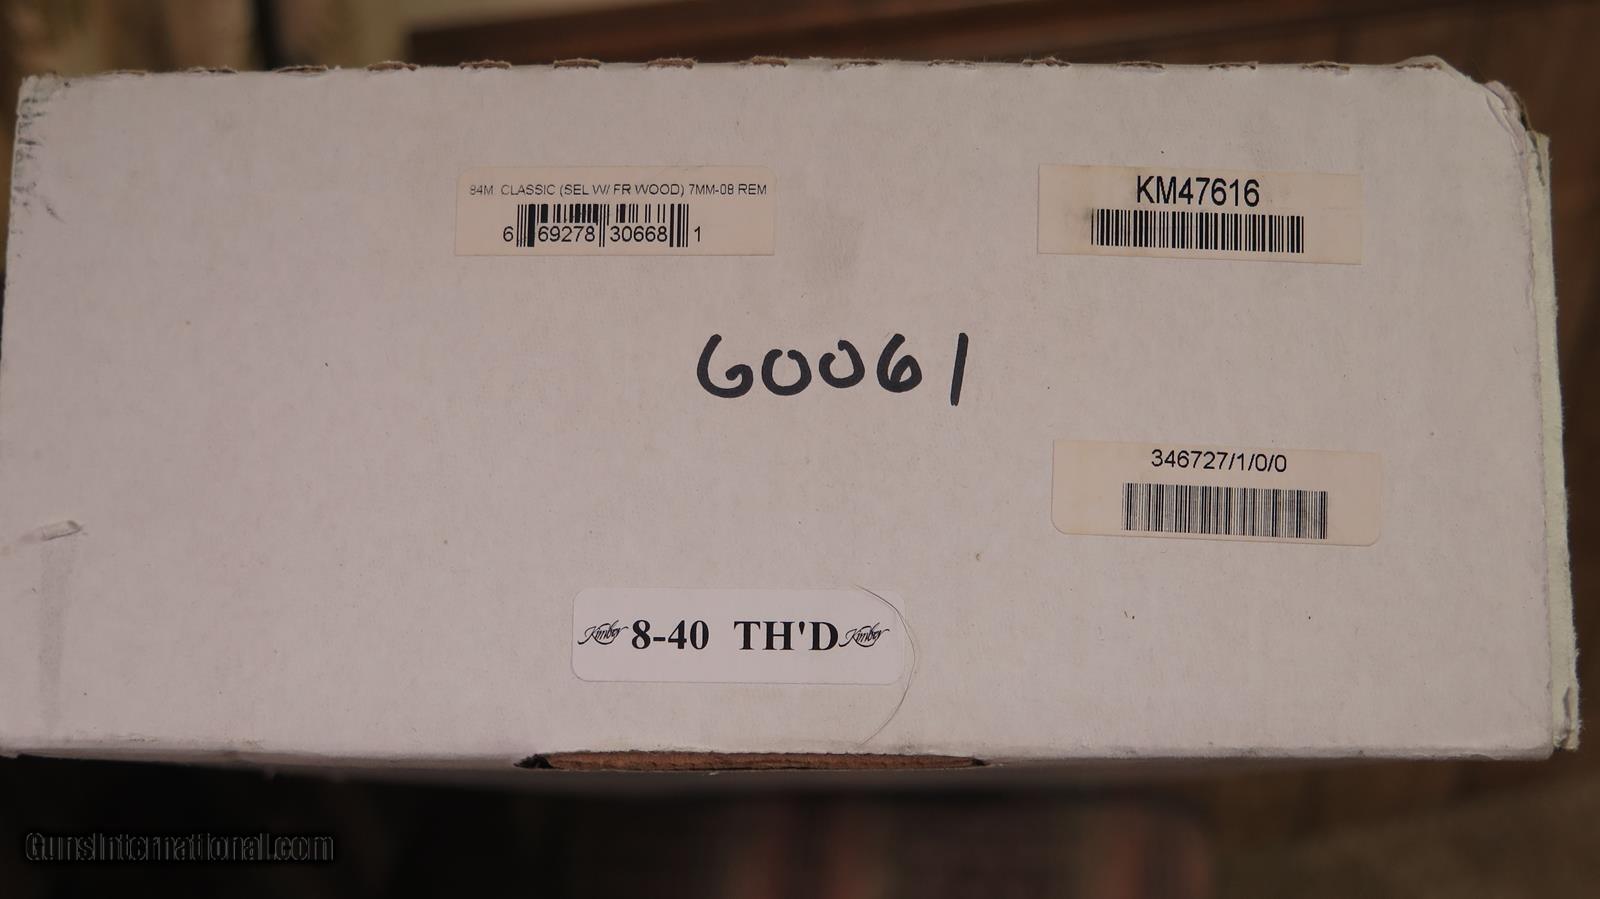 84M CLASSIC (SEL W/ FR WOOD) 7MM-08 REM
6 69278 30668 1
KM47616
60061
346727/1/0/0
Kimber 8-40 TH'D Kimber
GunsInternational.com